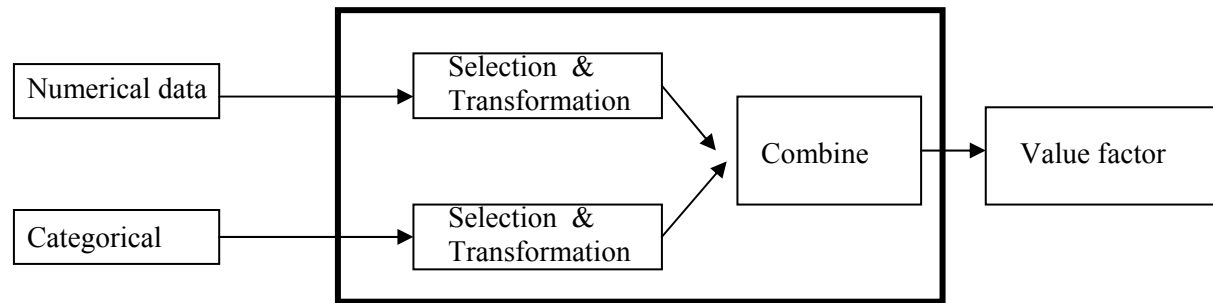 Numerical data
Selection &
Transformation
Combine
Value factor
Categorical
Selection &
Transformation